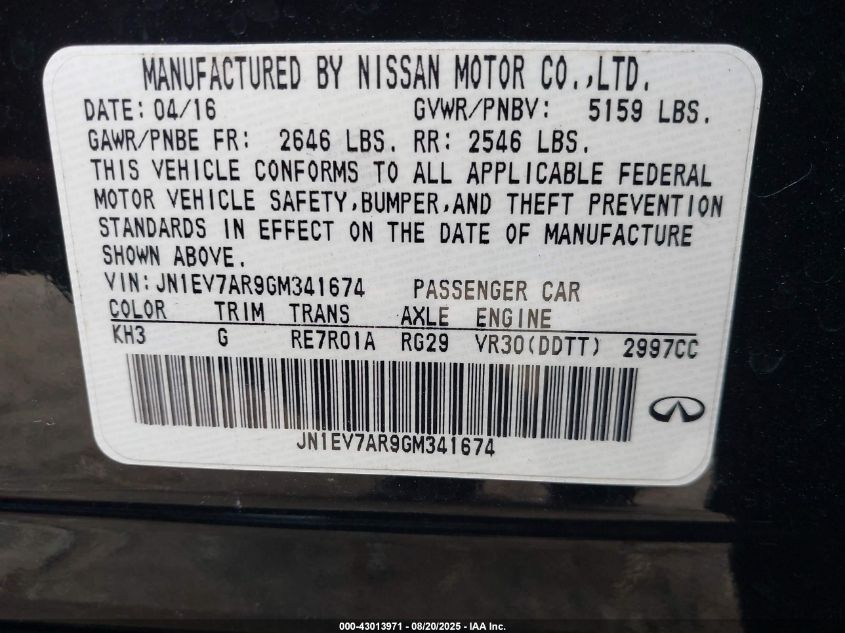 MANUFACTURED BY NISSAN MOTOR CO.,LTD.
DATE: 04/16 GVWR/PNBV: 5159 LBS.
GAWR/PNBE FR: 2646 LBS. RR: 2546 LBS.
THIS VEHICLE CONFORMS TO ALL APPLICABLE FEDERAL
MOTOR VEHICLE SAFETY,BUMPER,AND THEFT PREVENTION
STANDARDS IN EFFECT ON THE DATE OF MANUFACTURE
SHOWN ABOVE.
VIN:JN1EV7AR9GM341674 PASSENGER CAR
COLOR TRIM TRANS AXLE ENGINE
KH3 G RE7R01A RG29 VR30(DDTT) 2997CC
JN1EV7AR9GM341674
000-43013971 - 08/20/2025 - IAA Inc.